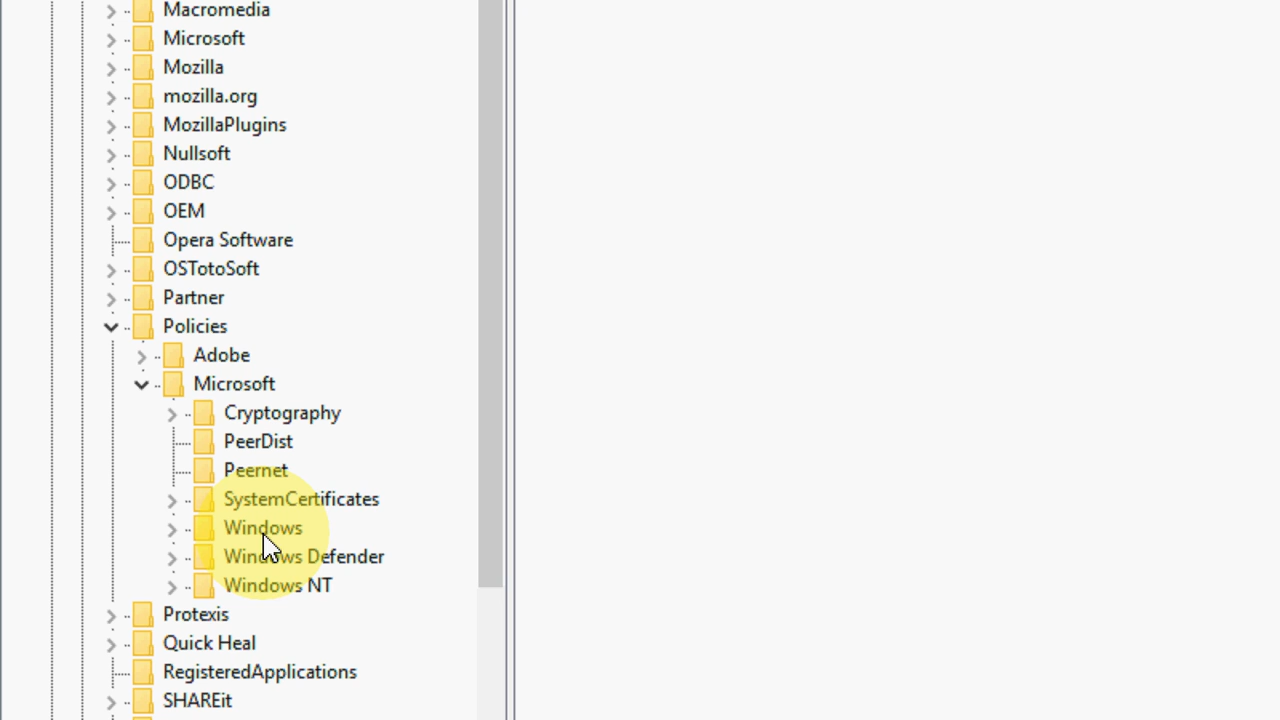 Macromedia
Microsoft
Mozilla
mozilla.org
MozillaPlugins
Nullsoft
ODBC
OEM
Opera Software
OSTotoSoft
Partner
Policies
Adobe
Microsoft
Cryptography
PeerDist
Peernet
SystemCertificates
Windows
Windows Defender
Windows NT
Protexis
Quick Heal
RegisteredApplications
SHAREit